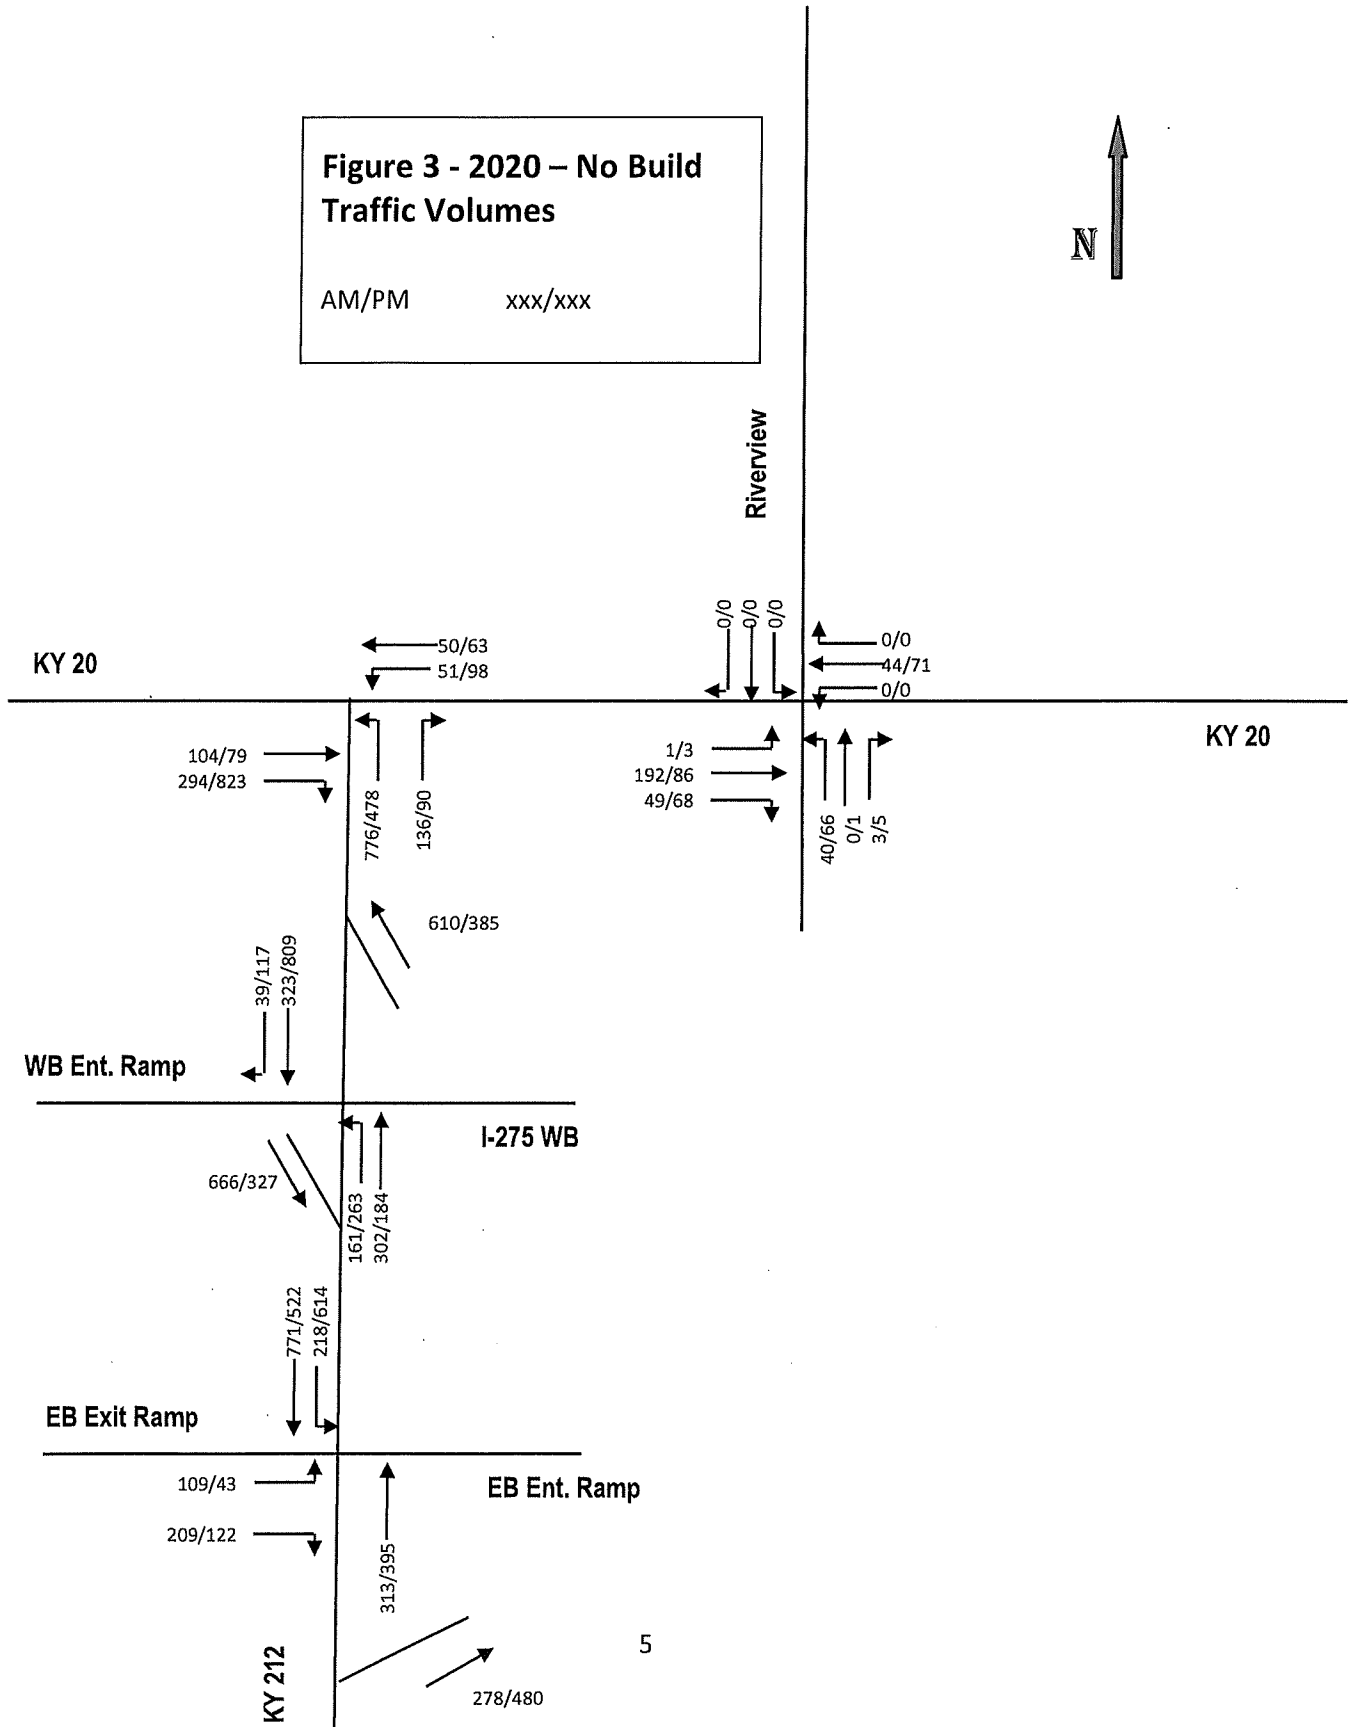 Figure 3 - 2020 – No Build
Traffic Volumes
AM/PM xxx/xxx
N
Riverview
0/0
0/0
0/0
0/0
44/71
0/0
50/63
51/98
KY 20
KY 20
104/79
294/823
776/478
136/90
1/3
192/86
49/68
40/66
0/1
3/5
610/385
39/117
323/809
WB Ent. Ramp
I-275 WB
666/327
161/263
302/184
771/522
218/614
EB Exit Ramp
EB Ent. Ramp
109/43
209/122
313/395
KY 212
278/480
5